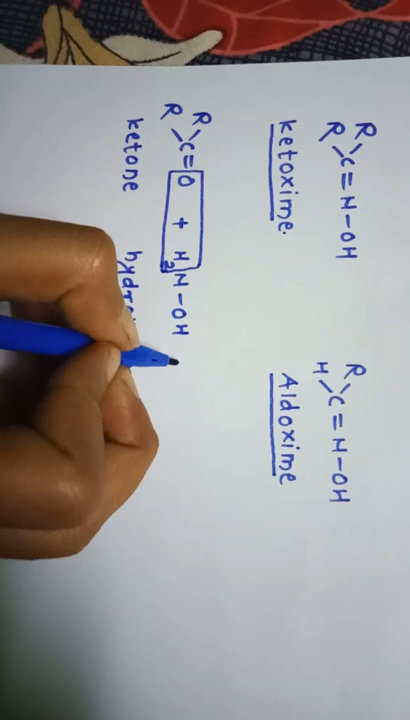 R R C=N-OH    R H C=N-OH
ketoxime.    Aldoxime
R R C=O + H₂N-OH
ketone